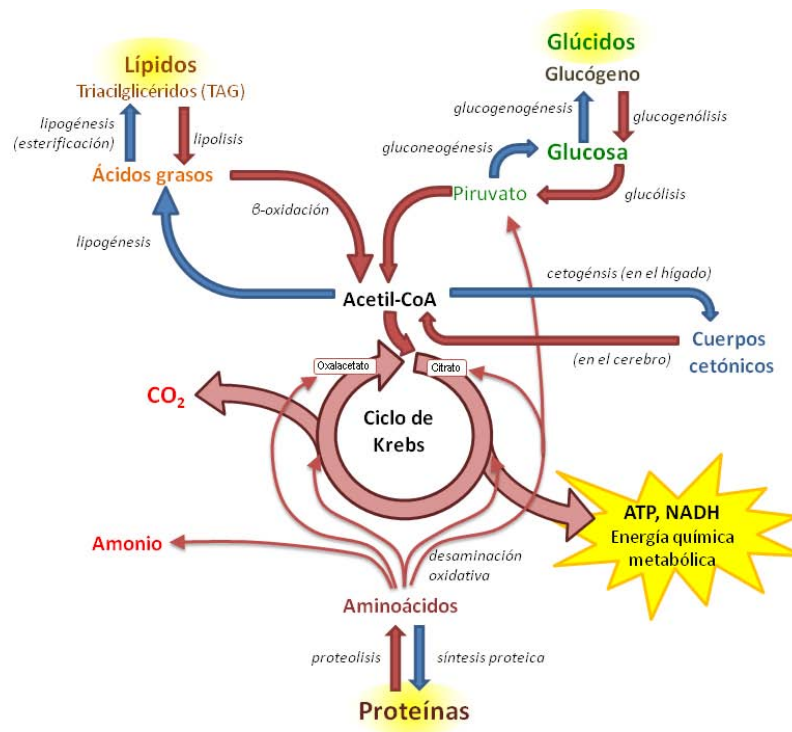 Lípidos
Triacilglicéridos (TAG)
lipogénesis
(esterificación)
lipolisis
Ácidos grasos
lipogénesis
β-oxidación
Glúcidos
Glucógeno
glucogenogénesis
glucogenólisis
gluconeogénesis
Glucosa
Piruvato
glucólisis
Acetil-CoA
cetogénsis (en el hígado)
Cuerpos
cetónicos
(en el cerebro)
Oxalacetato
Citrato
CO₂
Ciclo de
Krebs
ATP, NADH
Energía química
metabólica
Amonio
desaminación
oxidativa
Aminoácidos
proteolisis
síntesis proteica
Proteínas